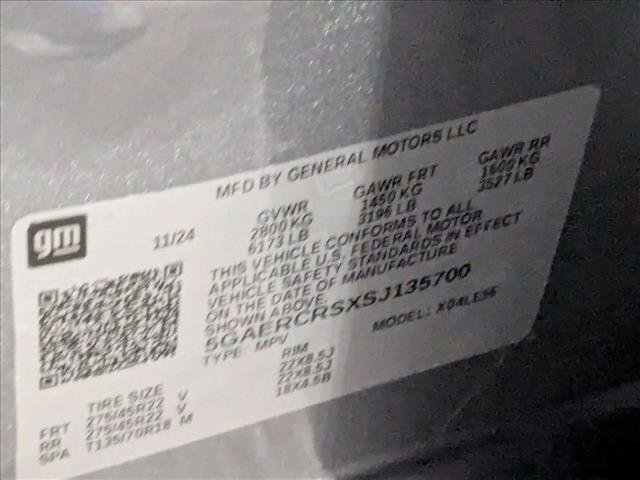 MFD BY GENERAL MOTORS LLC
gm
11/24
GVWR GAWR FRT GAWR RR
2800 KG 1450 KG 1600 KG
6173 LB 3196 LB 3527 LB
THIS VEHICLE CONFORMS TO ALL
APPLICABLE U.S. FEDERAL MOTOR
VEHICLE SAFETY STANDARDS IN EFFECT
ON THE DATE OF MANUFACTURE
SHOWN ABOVE.
5GAERCRSXSJ135700
TYPE: MPV MODEL: X04LE56
TIRE SIZE RIM
FRT 275/45R22 V 22X8.5J
RR 275/45R22 V 22X8.5J
SPA T135/70R18 M 18X4.5B